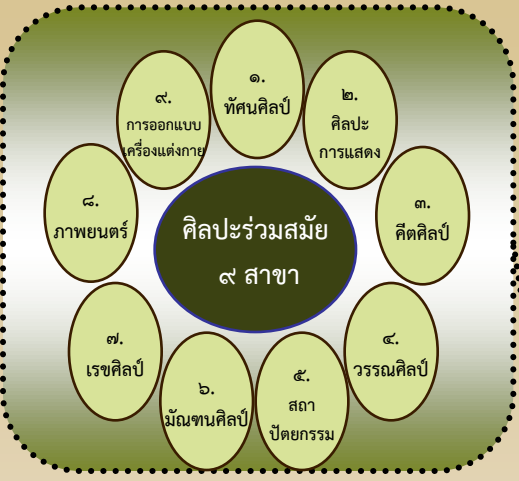 ศิลปะร่วมสมัย
๙ สาขา
๑.
ทัศนศิลป์
๒.
ศิลปะ
การแสดง
๓.
คีตศิลป์
๔.
วรรณศิลป์
๕.
สถา
ปัตยกรรม
๖.
มัณฑนศิลป์
๗.
เรขศิลป์
๘.
ภาพยนตร์
๙.
การออกแบบ
เครื่องแต่งกาย